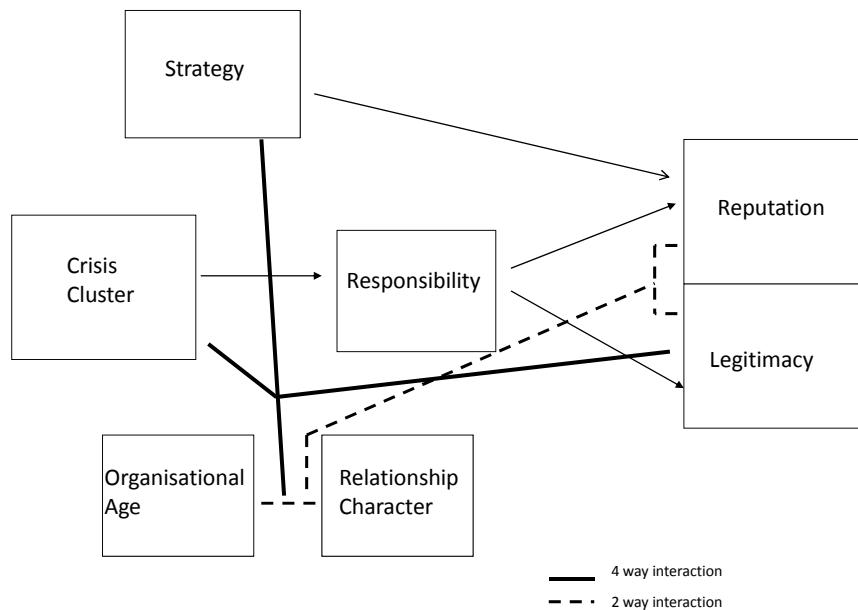 Strategy
Reputation
Crisis
Cluster
Responsibility
Legitimacy
Organisational
Age
Relationship
Character
4 way interaction
2 way interaction